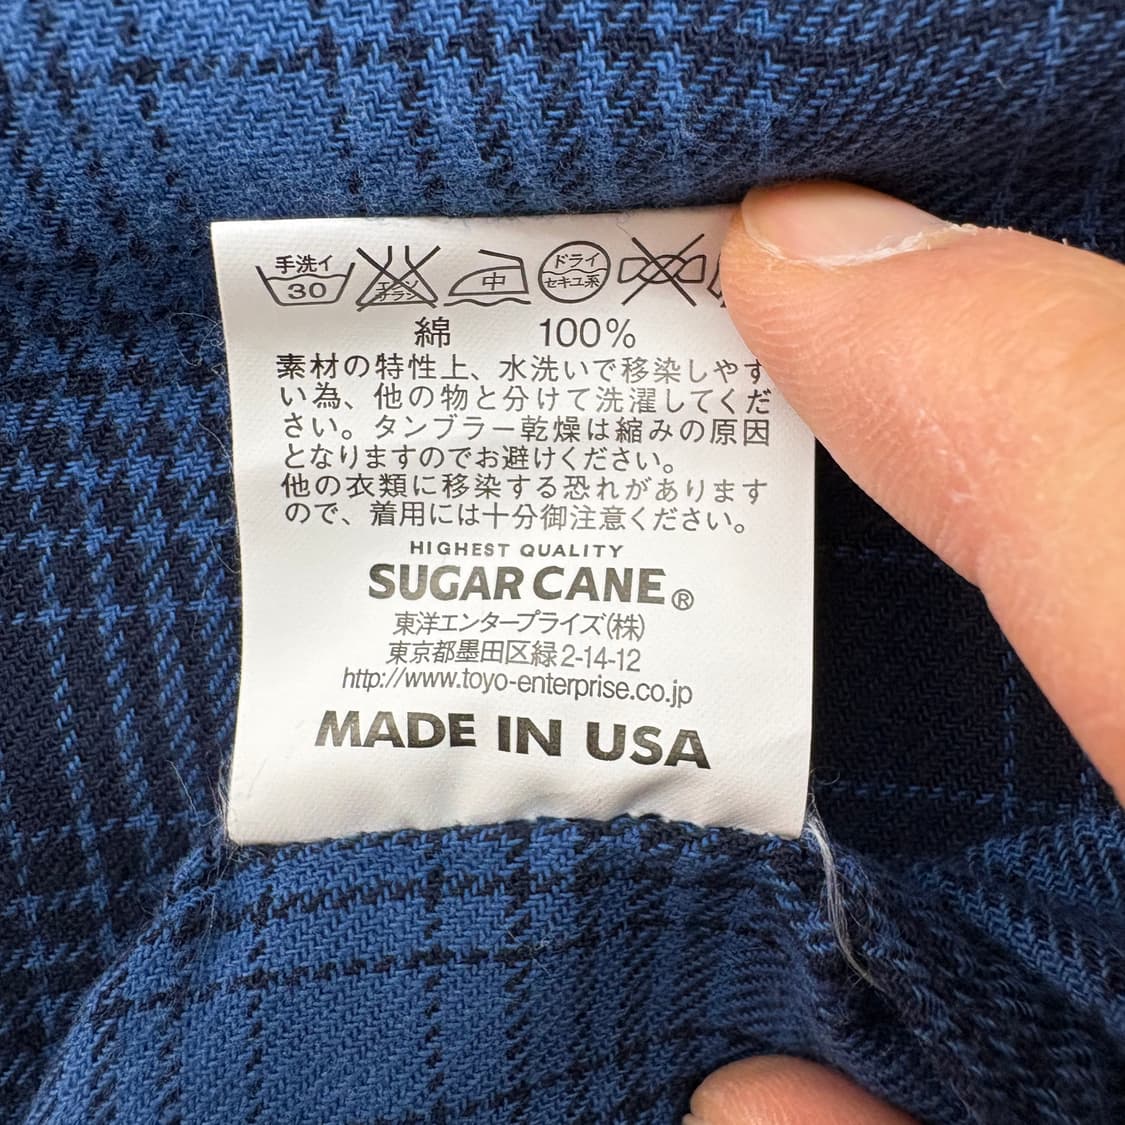 手洗イ
30
エンソ
サラシ
中
ドライ
セキユ系
綿 100%
素材の特性上、水洗いで移染しやす
い為、他の物と分けて洗濯してくだ
さい。タンブラー乾燥は縮みの原因
となりますのでお避けください。
他の衣類に移染する恐れがあります
ので、着用には十分御注意ください。
HIGHEST QUALITY
SUGAR CANE®
東洋エンタープライズ(株)
東京都墨田区緑2-14-12
http://www.toyo-enterprise.co.jp
MADE IN USA